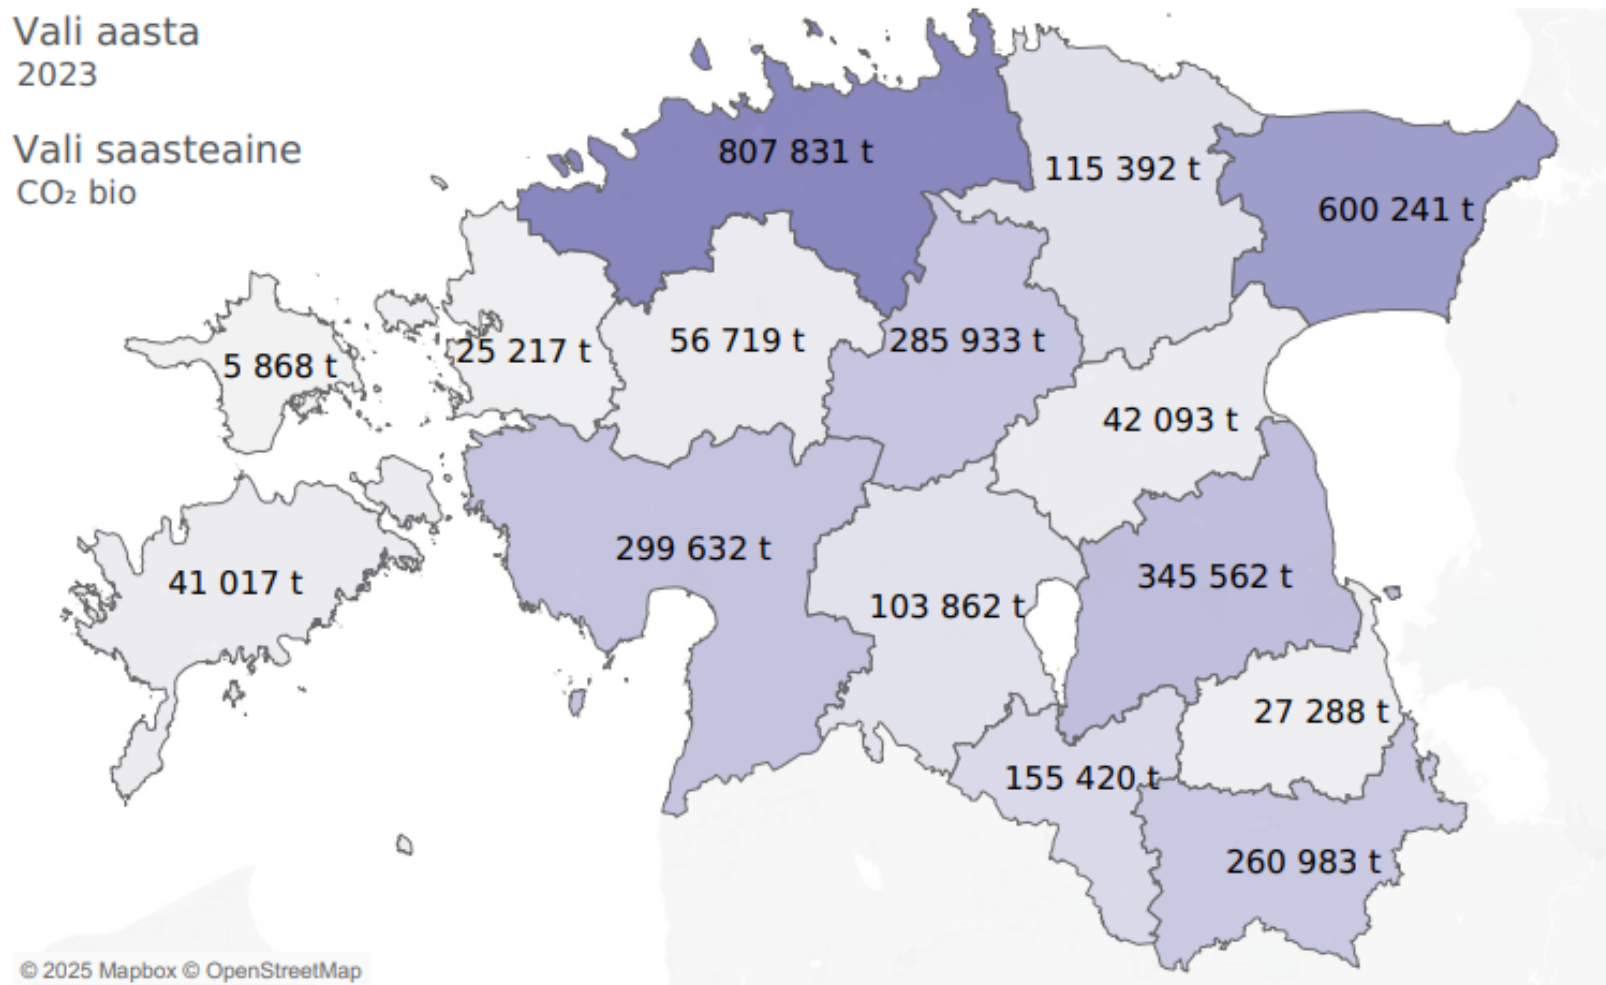 Vali aasta
2023
Vali saasteaine
CO₂ bio
807 831 t
115 392 t
600 241 t
5 868 t
25 217 t
56 719 t
285 933 t
42 093 t
41 017 t
299 632 t
103 862 t
345 562 t
27 288 t
155 420 t
260 983 t
© 2025 Mapbox © OpenStreetMap